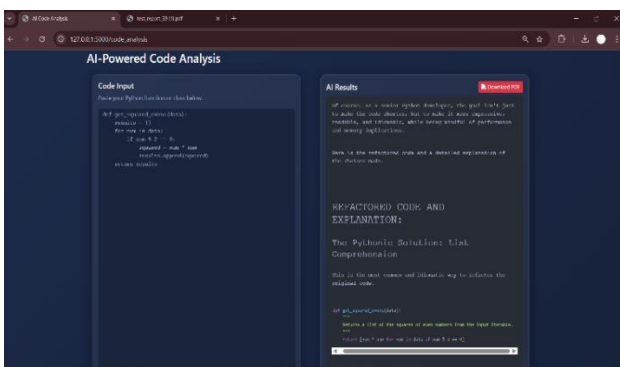 AI Code Analysis
test_report_39 (1).pdf
127.0.0.1:5000/code_analysis
AI-Powered Code Analysis
Code Input
Paste your Python function or class below.
def get_squared_evens(data):
results = []
for num in data:
if num % 2 == 0:
squared = num * num
results.append(squared)
return results
AI Results
Download PDF
Of course. As a senior Python developer, the goal isn't just
to make the code shorter, but to make it more expressive,
readable, and idiomatic, while being mindful of performance
and memory implications.
Here is the refactored code and a detailed explanation of
the choices made.
REFACTORED CODE AND
EXPLANATION:
The Pythonic Solution: List
Comprehension
This is the most common and idiomatic way to refactor the
original code.
def get_squared_evens(data):
"""
Returns a list of the squares of even numbers from the input iterable.
"""
return [num * num for num in data if num % 2 == 0]